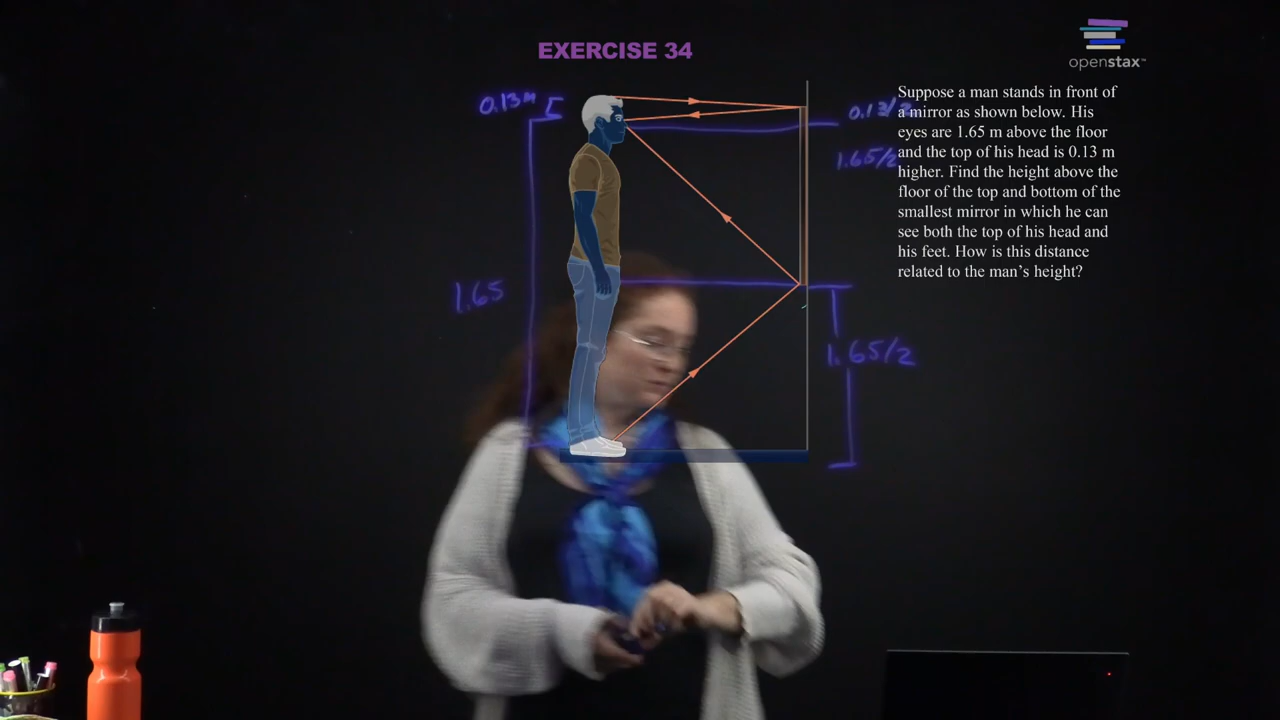 EXERCISE 34
openstax™
Suppose a man stands in front of
a mirror as shown below. His
eyes are 1.65 m above the floor
and the top of his head is 0.13 m
higher. Find the height above the
floor of the top and bottom of the
smallest mirror in which he can
see both the top of his head and
his feet. How is this distance
related to the man's height?
0.13m
0.13/2
1.65/2
1.65
1.65/2